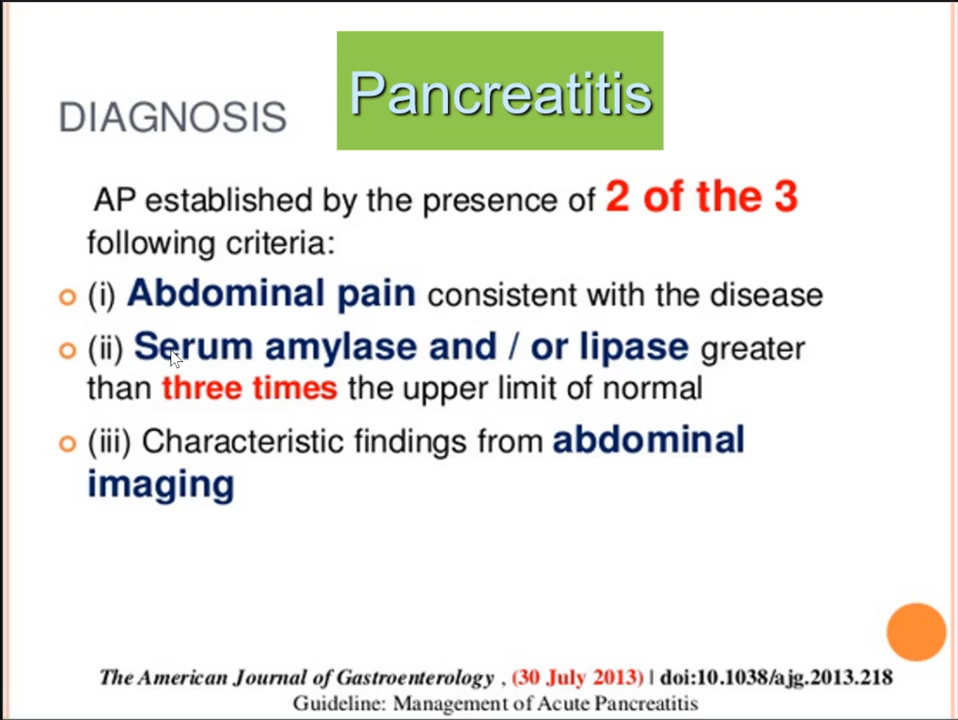 Pancreatitis
DIAGNOSIS
AP established by the presence of 2 of the 3
following criteria:
(i) Abdominal pain consistent with the disease
(ii) Serum amylase and / or lipase greater
than three times the upper limit of normal
(iii) Characteristic findings from abdominal
imaging
The American Journal of Gastroenterology , (30 July 2013) | doi:10.1038/ajg.2013.218
Guideline: Management of Acute Pancreatitis